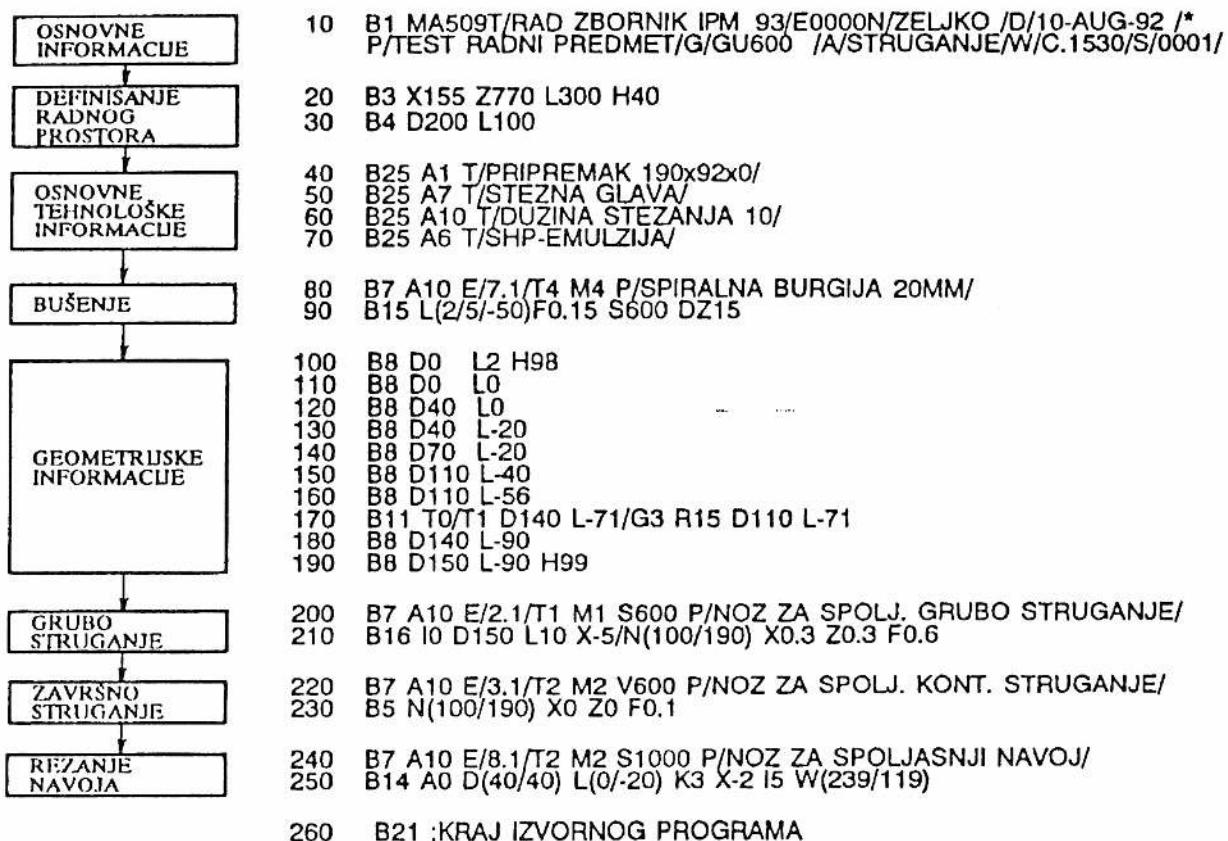 OSNOVNE
INFORMACIJE
10 B1 MA509T/RAD ZBORNIK IPM 93/E0000N/ZELJKO /D/10-AUG-92 /*
P/TEST RADNI PREDMET/G/GU600 /A/STRUGANJE/W/C.1530/S/0001/
DEFINISANJE
RADNOG
PROSTORA
20 B3 X155 Z770 L300 H40
30 B4 D200 L100
OSNOVNE
TEHNOLOŠKE
INFORMACIJE
40 B25 A1 T/PRIPREMAK 190x92x0/
50 B25 A7 T/STEZNA GLAVA/
60 B25 A10 T/DUZINA STEZANJA 10/
70 B25 A6 T/SHP-EMULZIJA/
BUŠENJE
80 B7 A10 E/7.1/T4 M4 P/SPIRALNA BURGIJA 20MM/
90 B15 L(2/5/-50)F0.15 S600 DZ15
GEOMETRIJSKE
INFORMACIJE
100 B8 D0 L2 H98
110 B8 D0 L0
120 B8 D40 L0
130 B8 D40 L-20
140 B8 D70 L-20
150 B8 D110 L-40
160 B8 D110 L-56
170 B11 T0/T1 D140 L-71/G3 R15 D110 L-71
180 B8 D140 L-90
190 B8 D150 L-90 H99
GRUBO
STRUGANJE
200 B7 A10 E/2.1/T1 M1 S600 P/NOZ ZA SPOLJ. GRUBO STRUGANJE/
210 B16 I0 D150 L10 X-5/N(100/190) X0.3 Z0.3 F0.6
ZAVRŠNO
STRUGANJE
220 B7 A10 E/3.1/T2 M2 V600 P/NOZ ZA SPOLJ. KONT. STRUGANJE/
230 B5 N(100/190) X0 Z0 F0.1
REZANJE
NAVOJA
240 B7 A10 E/8.1/T2 M2 S1000 P/NOZ ZA SPOLJASNJI NAVOJ/
250 B14 A0 D(40/40) L(0/-20) K3 X-2 I5 W(239/119)
260 B21 :KRAJ IZVORNOG PROGRAMA